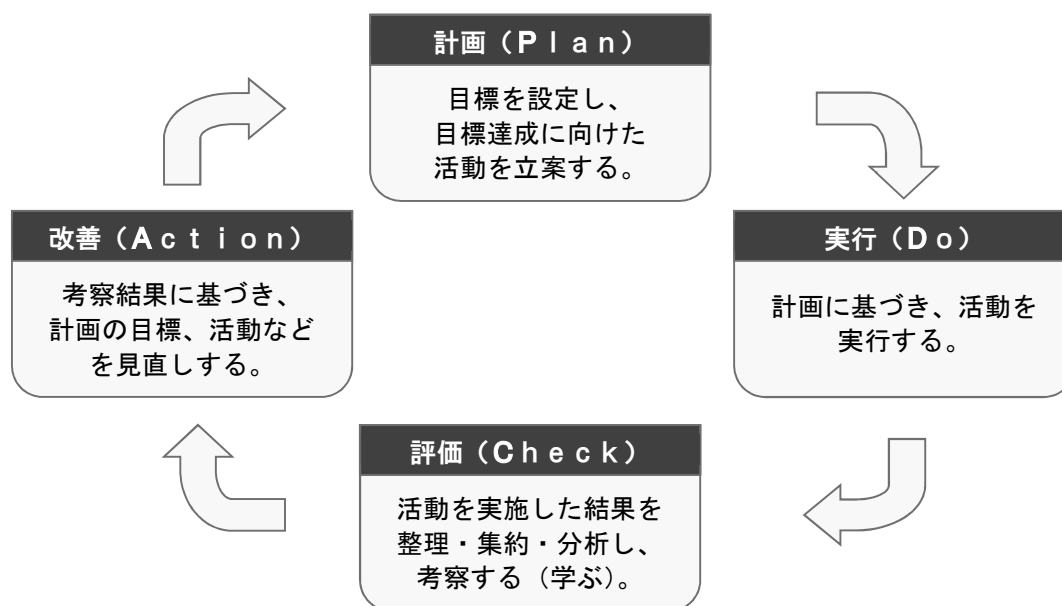 計画（Ｐｌａｎ）
目標を設定し、
目標達成に向けた
活動を立案する。
改善（Ａｃｔｉｏｎ）
考察結果に基づき、
計画の目標、活動など
を見直しする。
実行（Ｄｏ）
計画に基づき、活動を
実行する。
評価（Ｃｈｅｃｋ）
活動を実施した結果を
整理・集約・分析し、
考察する（学ぶ）。